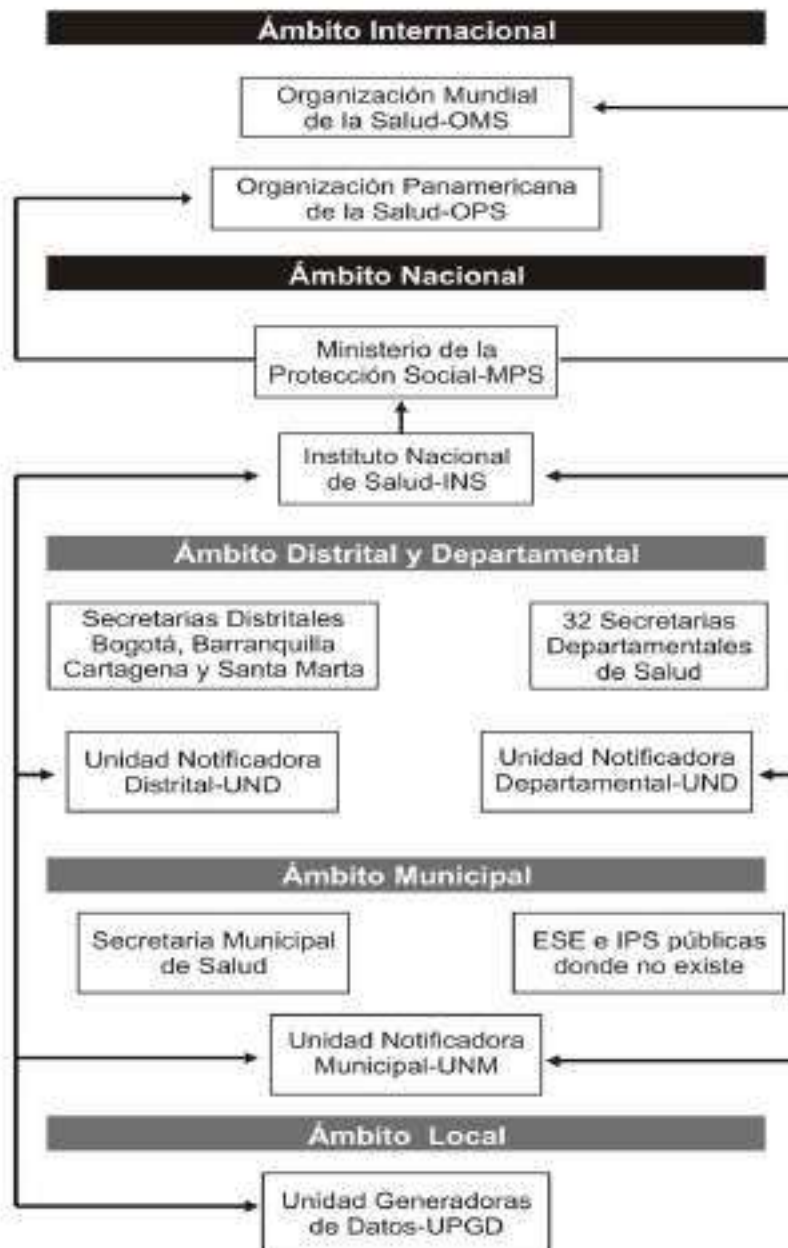 Ámbito Internacional
Organización Mundial
de la Salud-OMS
Organización Panamericana
de la Salud-OPS
Ámbito Nacional
Ministerio de la
Protección Social-MPS
Instituto Nacional
de Salud-INS
Ámbito Distrital y Departamental
Secretarias Distritales
Bogotá, Barranquilla
Cartagena y Santa Marta
32 Secretarias
Departamentales
de Salud
Unidad Notificadora
Distrital-UND
Unidad Notificadora
Departamental-UND
Ámbito Municipal
Secretaria Municipal
de Salud
ESE e IPS públicas
donde no existe
Unidad Notificadora
Municipal-UNM
Ámbito Local
Unidad Generadoras
de Datos-UPGD